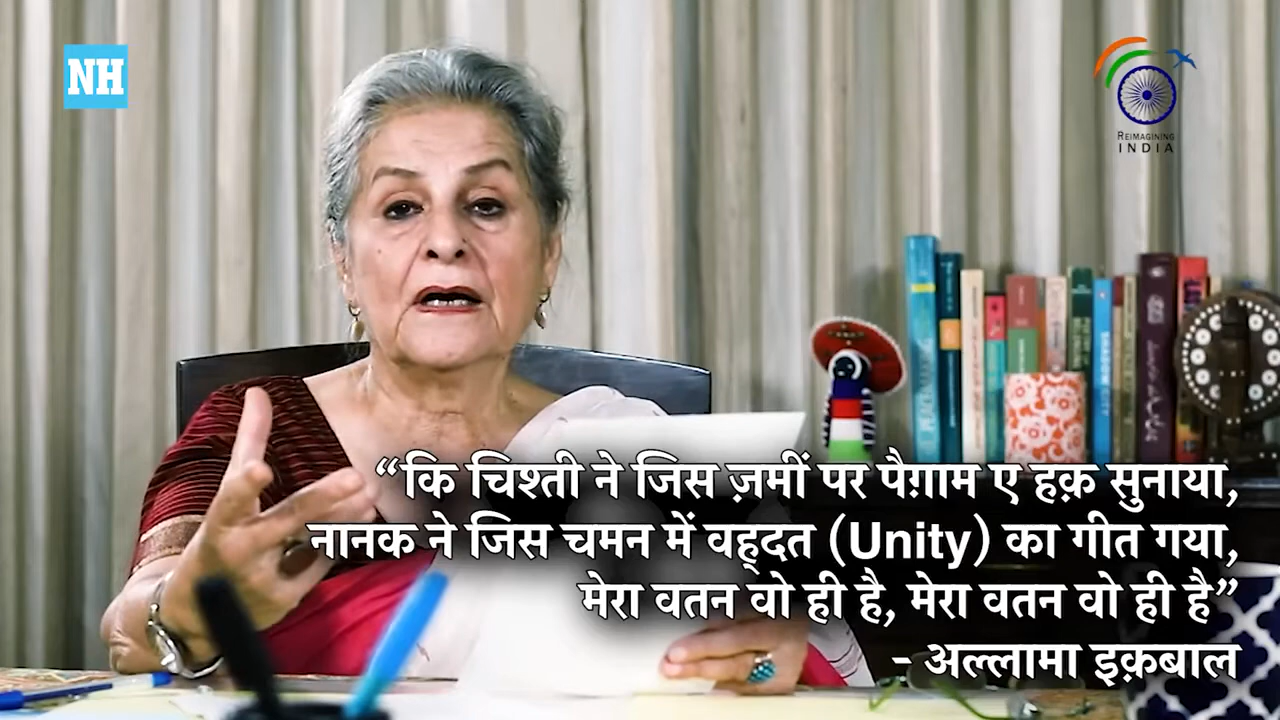 NH
REIMAGINING
INDIA
“कि चिश्ती ने जिस ज़मीं पर पैग़ाम ए हक़ सुनाया,
नानक ने जिस चमन में वह्दत (Unity) का गीत गया,
मेरा वतन वो ही है, मेरा वतन वो ही है”
- अल्लामा इक़बाल